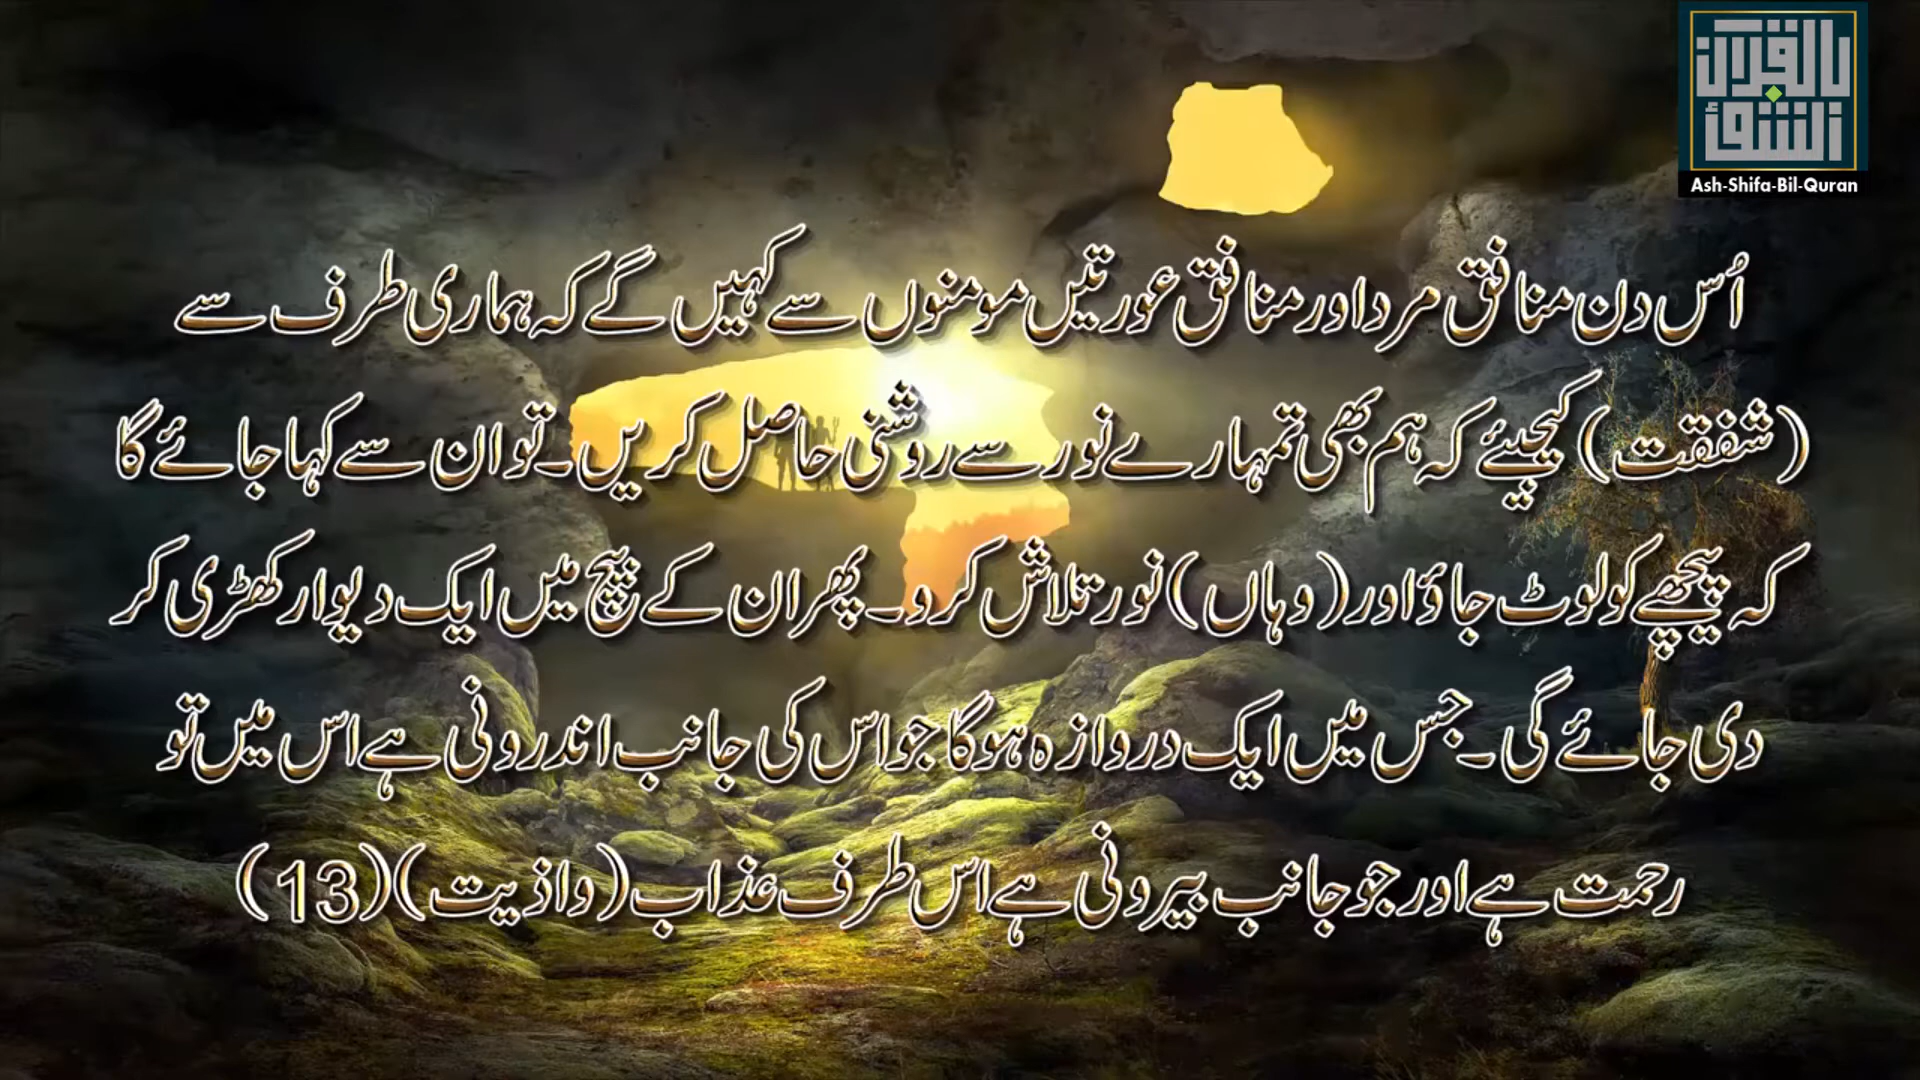 بالقرآن
الشفاء
Ash-Shifa-Bil-Quran
اُس دن منافق مرد اور منافق عورتیں مومنوں سے کہیں گے کہ ہماری طرف سے
(شفقت) کیجیئے کہ ہم بھی تمہارے نور سے روشنی حاصل کریں۔ تو ان سے کہا جائے گا
کہ پیچھے کو لوٹ جاؤ اور (وہاں) نور تلاش کرو۔ پھر ان کے بیچ میں ایک دیوار کھڑی کر
دی جائے گی۔ جس میں ایک دروازہ ہوگا جو اس کی جانب اندرونی ہے اس میں تو
رحمت ہے اور جو جانب بیرونی ہے اس طرف عذاب (واذیت) (13)